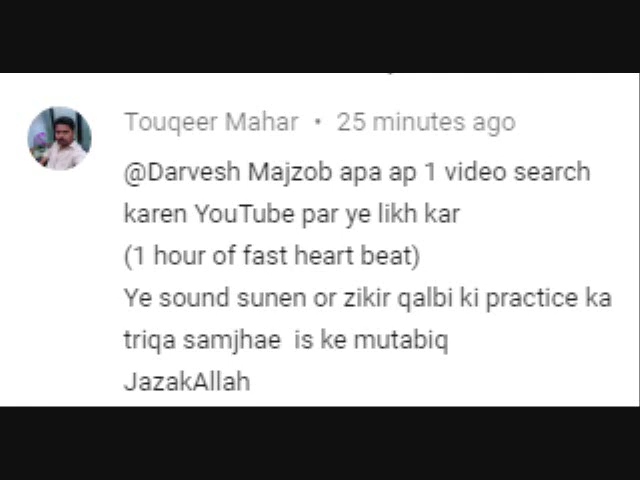 Touqeer Mahar • 25 minutes ago
@Darvesh Majzob apa ap 1 video search
karen YouTube par ye likh kar
(1 hour of fast heart beat)
Ye sound sunen or zikir qalbi ki practice ka
triqa samjhae is ke mutabiq
JazakAllah